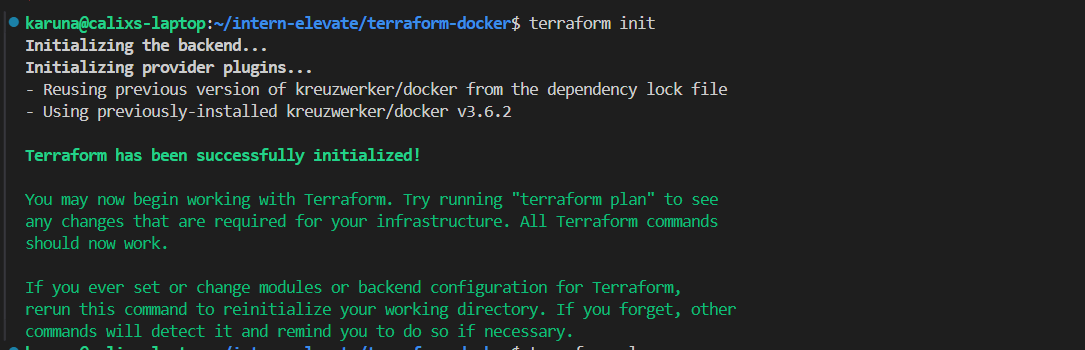 karuna@calixs-laptop:~/intern-elevate/terraform-docker$ terraform init
Initializing the backend...
Initializing provider plugins...
- Reusing previous version of kreuzwerker/docker from the dependency lock file
- Using previously-installed kreuzwerker/docker v3.6.2
Terraform has been successfully initialized!
You may now begin working with Terraform. Try running "terraform plan" to see
any changes that are required for your infrastructure. All Terraform commands
should now work.
If you ever set or change modules or backend configuration for Terraform,
rerun this command to reinitialize your working directory. If you forget, other
commands will detect it and remind you to do so if necessary.